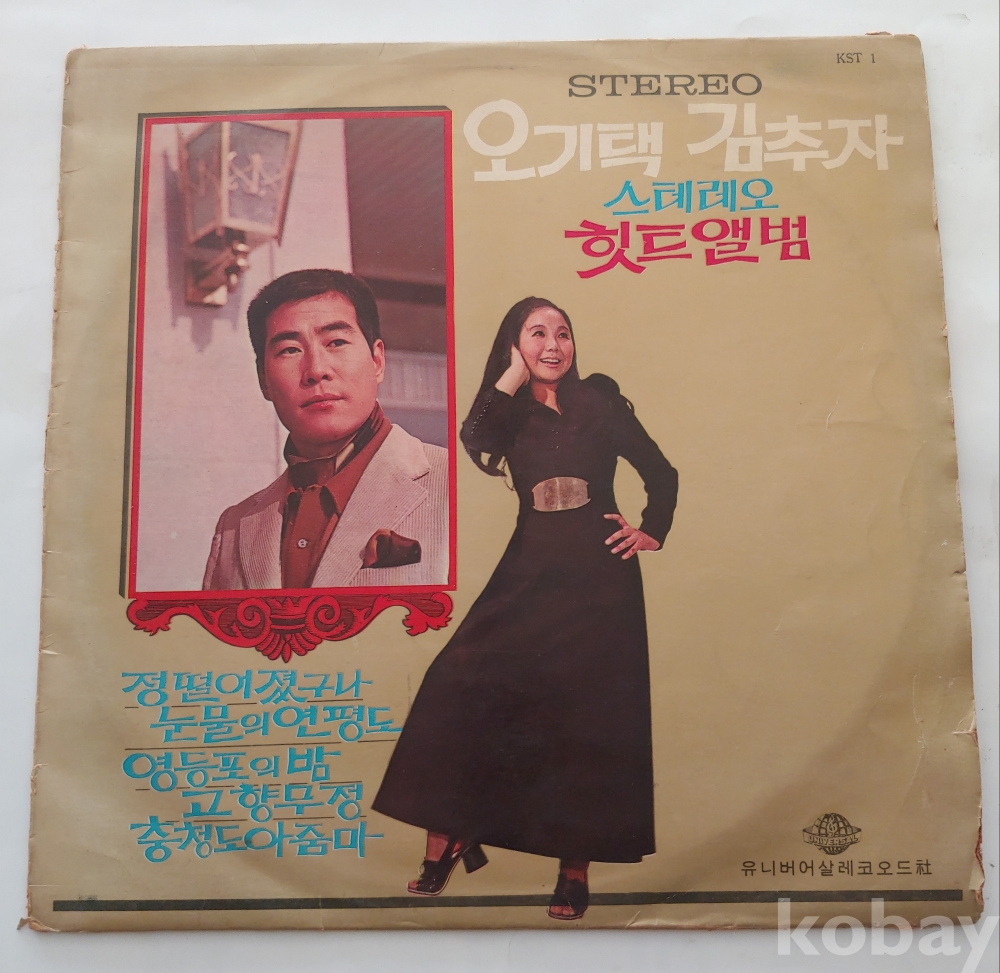 KST 1
STEREO
오기택 김추자
스테레오
힛트앨범
정떨어졌구나
눈물의연평도
영등포의밤
고향무정
충청도아줌마
UNIVERSAL
유니버어살레코오드社
kobay